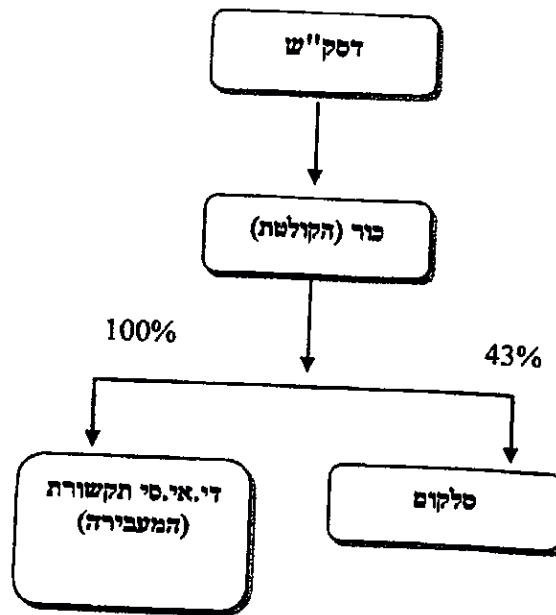 דסק"ש
כור (הקולטת)
100%
43%
די.אי.סי תקשורת
(המעבירה)
סלקום